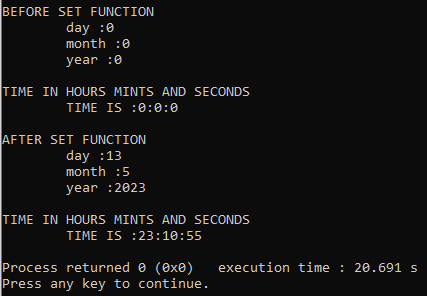 BEFORE SET FUNCTION
day :0
month :0
year :0
TIME IN HOURS MINTS AND SECONDS
TIME IS :0:0:0
AFTER SET FUNCTION
day :13
month :5
year :2023
TIME IN HOURS MINTS AND SECONDS
TIME IS :23:10:55
Process returned 0 (0x0)   execution time : 20.691 s
Press any key to continue.